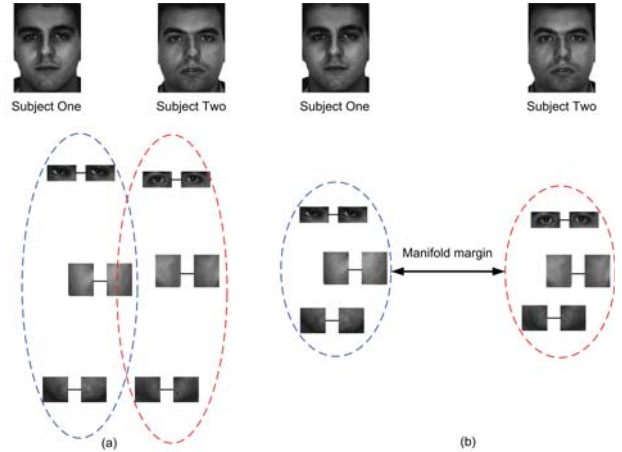 Subject One
Subject Two
Subject One
Subject Two
Manifold margin
(a)
(b)